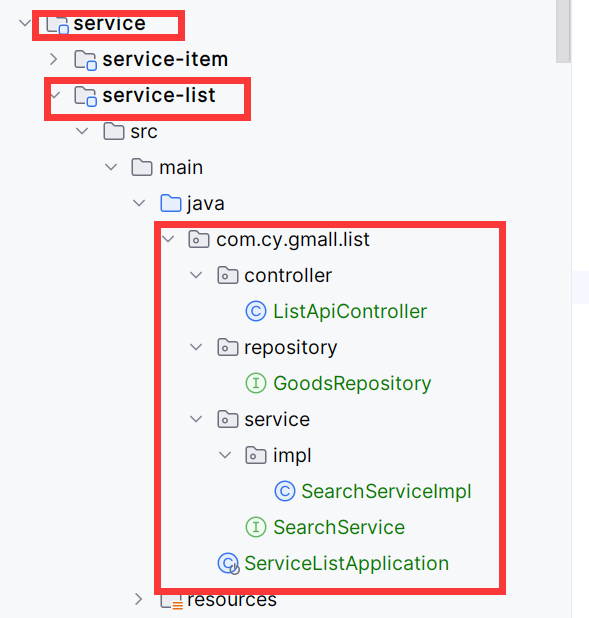 service
service-item
service-list
src
main
java
com.cy.gmall.list
controller
C ListApiController
repository
I GoodsRepository
service
impl
C SearchServiceImpl
I SearchService
C ServiceListApplication
resources